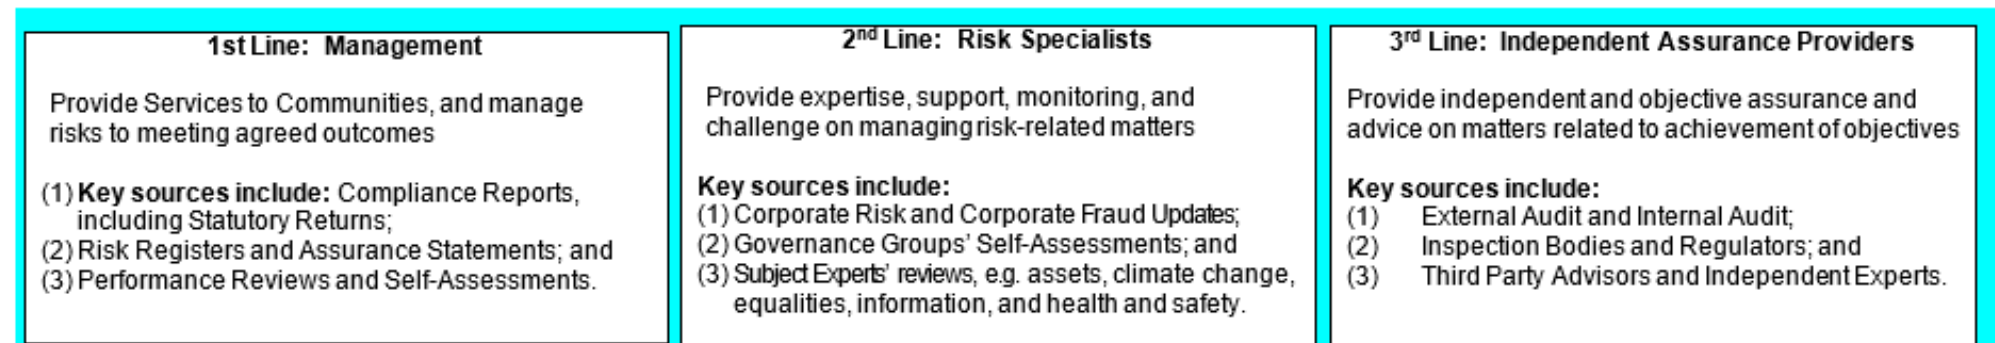 1st Line: Management
Provide Services to Communities, and manage
risks to meeting agreed outcomes
(1) Key sources include: Compliance Reports,
including Statutory Returns;
(2) Risk Registers and Assurance Statements; and
(3) Performance Reviews and Self-Assessments.
2nd Line: Risk Specialists
Provide expertise, support, monitoring, and
challenge on managing risk-related matters
Key sources include:
(1) Corporate Risk and Corporate Fraud Updates;
(2) Governance Groups' Self-Assessments; and
(3) Subject Experts' reviews, e.g. assets, climate change,
equalities, information, and health and safety.
3rd Line: Independent Assurance Providers
Provide independent and objective assurance and
advice on matters related to achievement of objectives
Key sources include:
(1) External Audit and Internal Audit;
(2) Inspection Bodies and Regulators; and
(3) Third Party Advisors and Independent Experts.